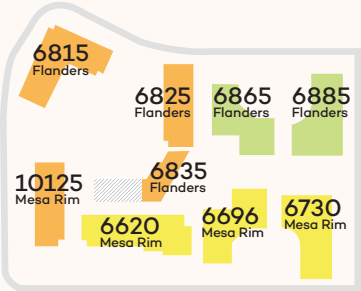 6815
Flanders
6825
Flanders
6865
Flanders
6885
Flanders
6835
Flanders
10125
Mesa Rim
6620
Mesa Rim
6696
Mesa Rim
6730
Mesa Rim